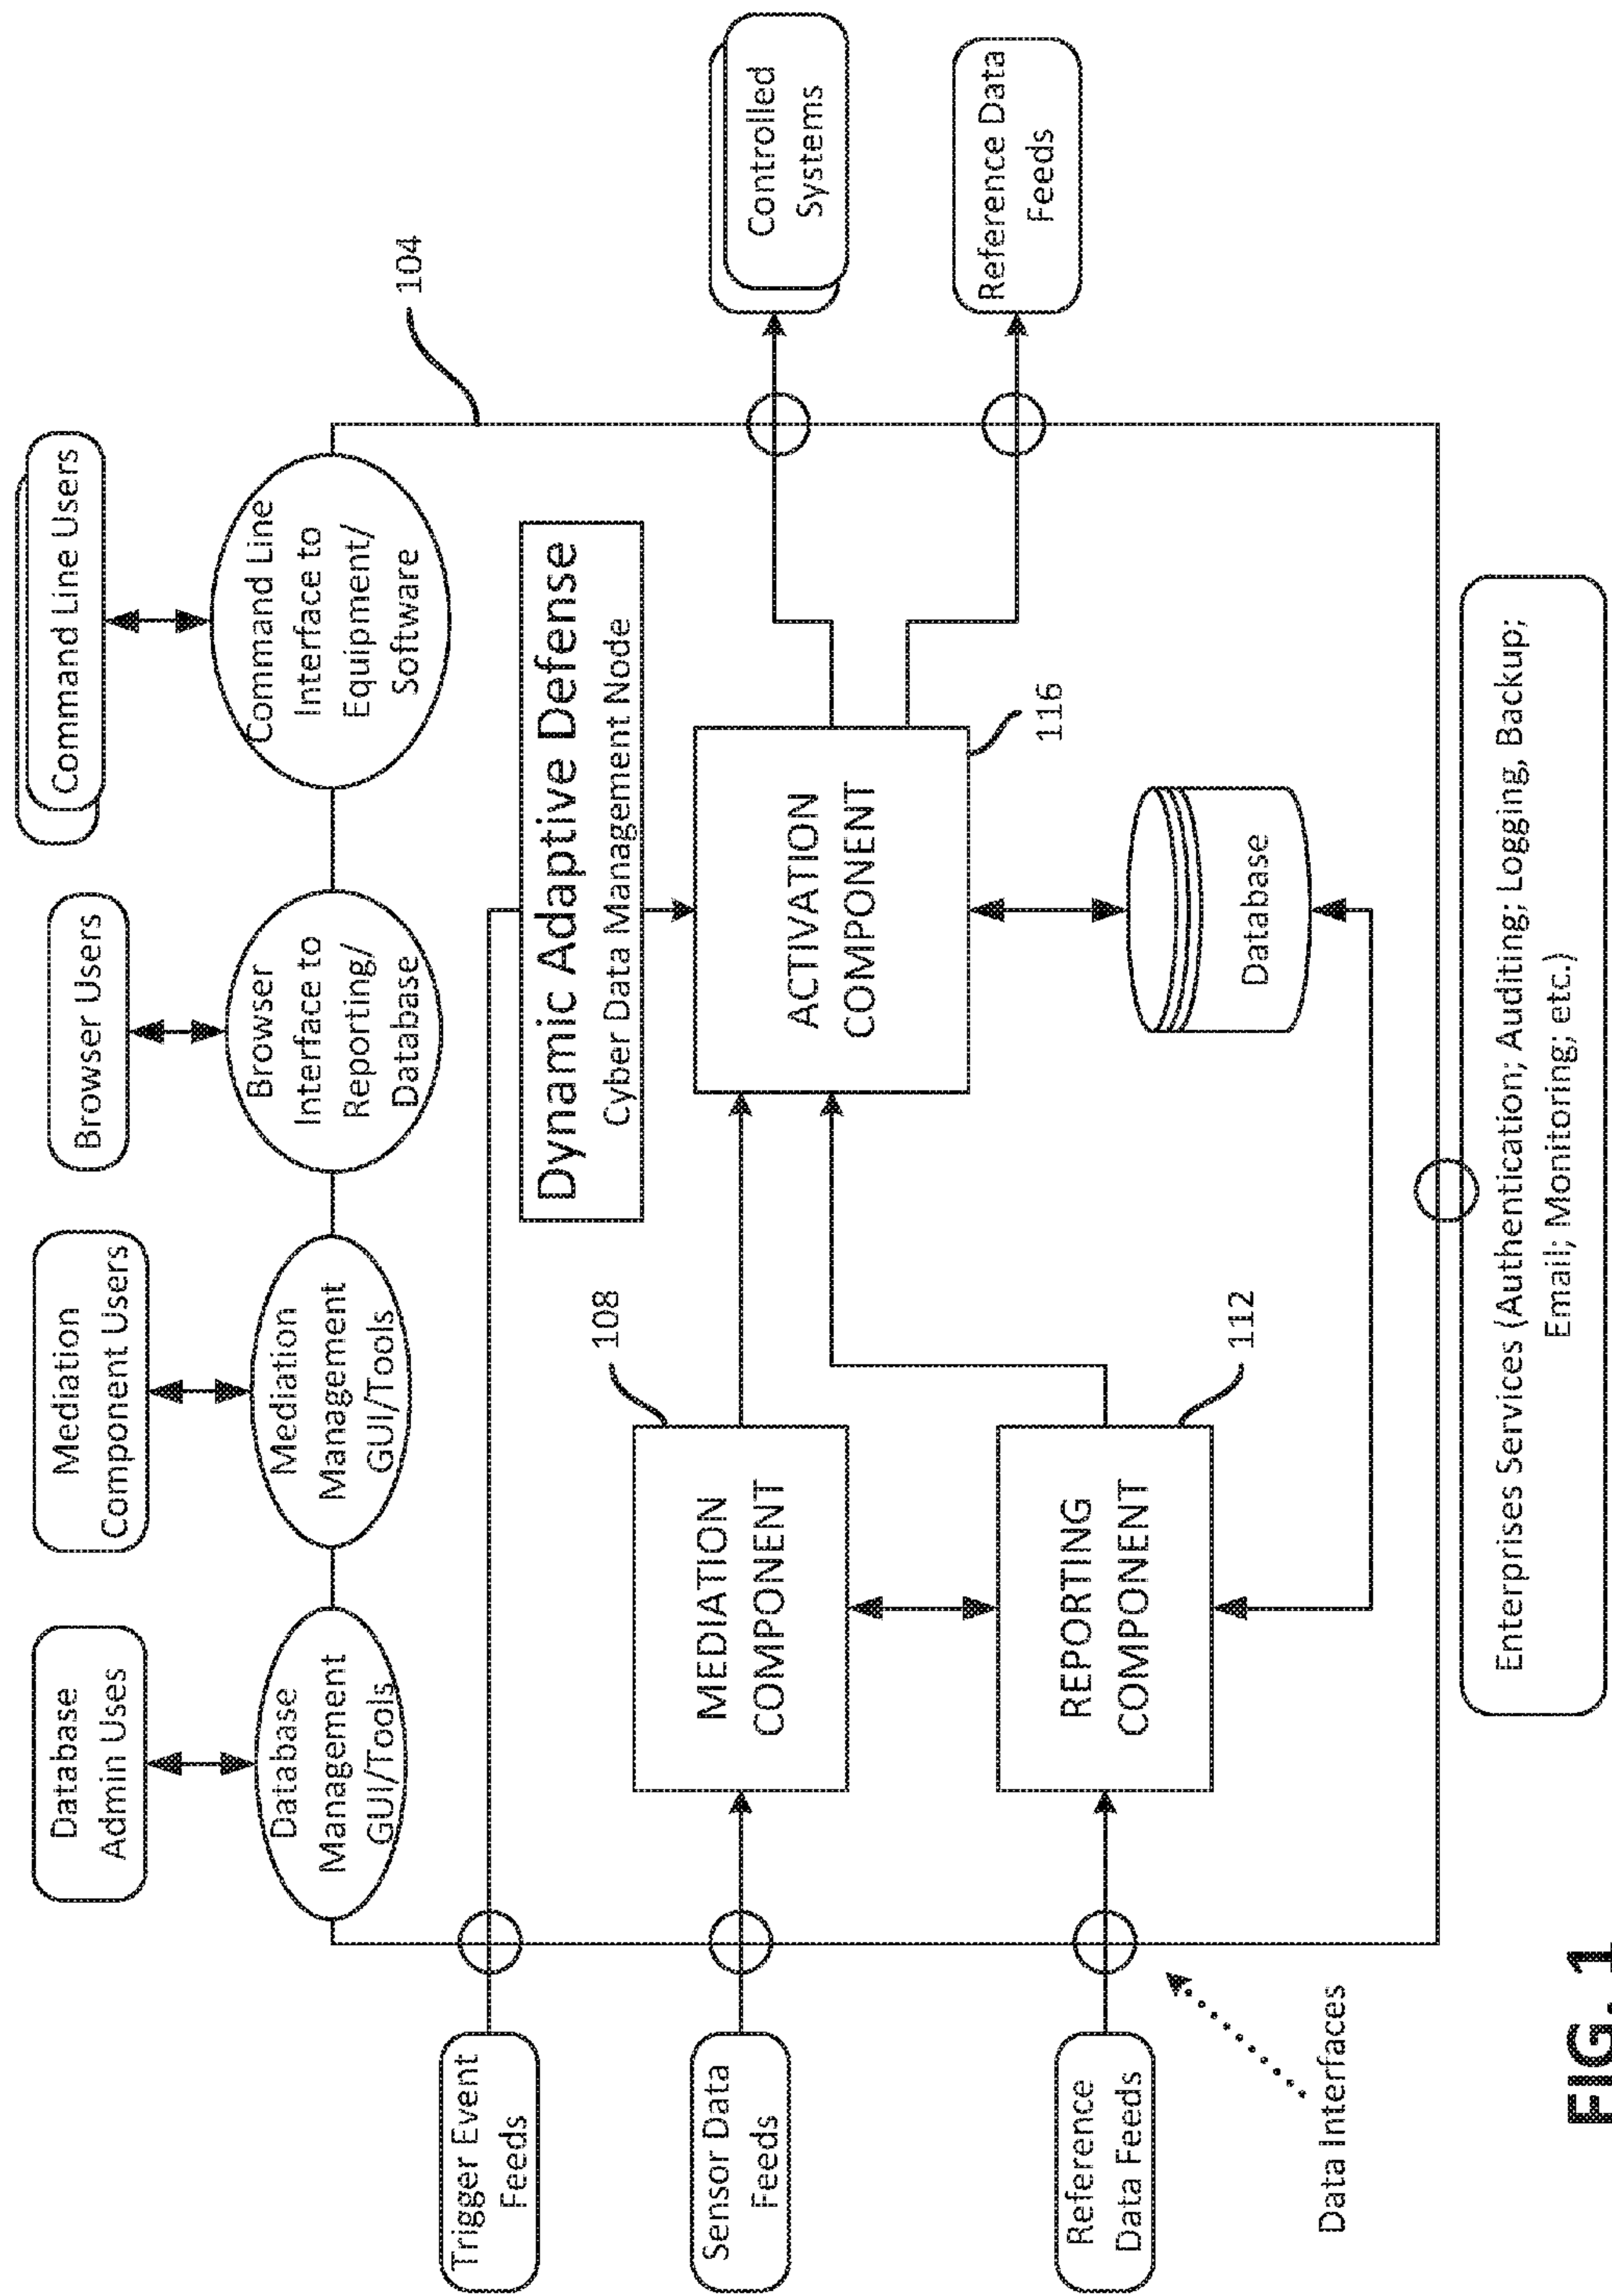 Database
Admin Uses
Mediation
Component Users
Browser Users
Command Line Users
Database
Management
GUI/Tools
Mediation
Management
GUI/Tools
Browser
Interface to
Reporting/
Database
Command Line
Interface to
Equipment/
Software
104
Trigger Event
Feeds
Dynamic Adaptive Defense
Cyber Data Management Node
Sensor Data
Feeds
108
MEDIATION
COMPONENT
ACTIVATION
COMPONENT
116
Controlled
Systems
Reference
Data Feeds
REPORTING
COMPONENT
112
Database
Reference Data
Feeds
Data Interfaces
Enterprises Services (Authentication; Auditing; Logging, Backup;
Email; Monitoring; etc.)
FIG. 1